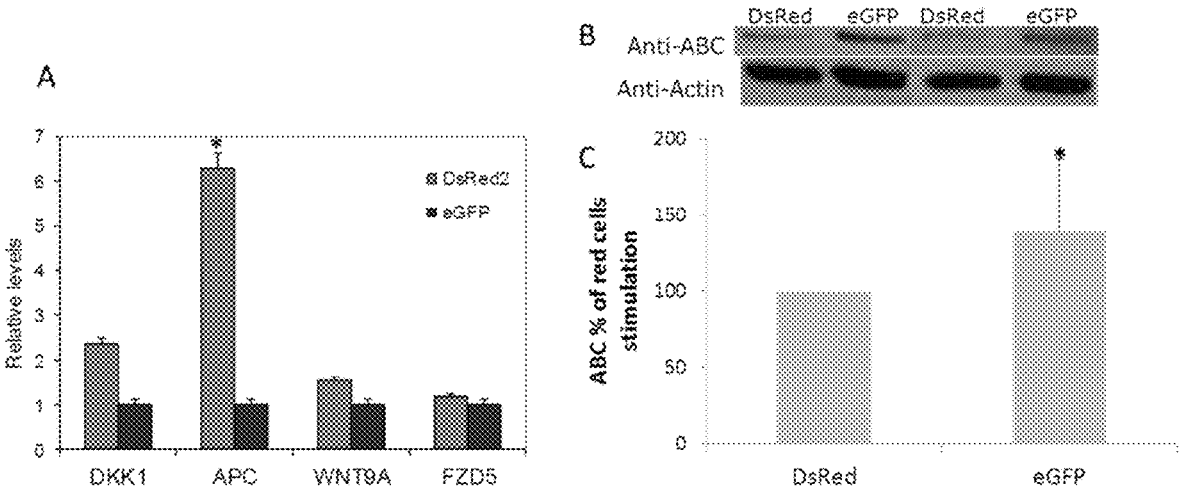 A
7
6
5
4
3
2
1
0
Relative levels
* 
DsRed2
eGFP
DKK1 APC WNT9A FZD5
B
DsRed eGFP DsRed eGFP
Anti-ABC
Anti-Actin
C
200
150
100
50
0
ABC % of red cells
stimulation
*
DsRed eGFP